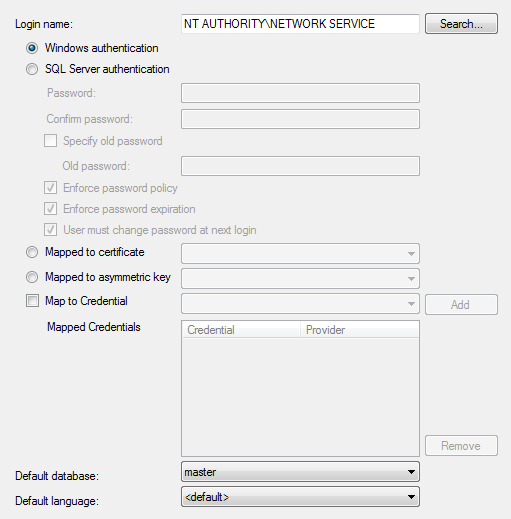 Login name: NT AUTHORITY\NETWORK SERVICE Search...
Windows authentication
SQL Server authentication
Password:
Confirm password:
Specify old password
Old password:
Enforce password policy
Enforce password expiration
User must change password at next login
Mapped to certificate
Mapped to asymmetric key
Map to Credential Add
Mapped Credentials Credential Provider
Remove
Default database: master
Default language: <default>